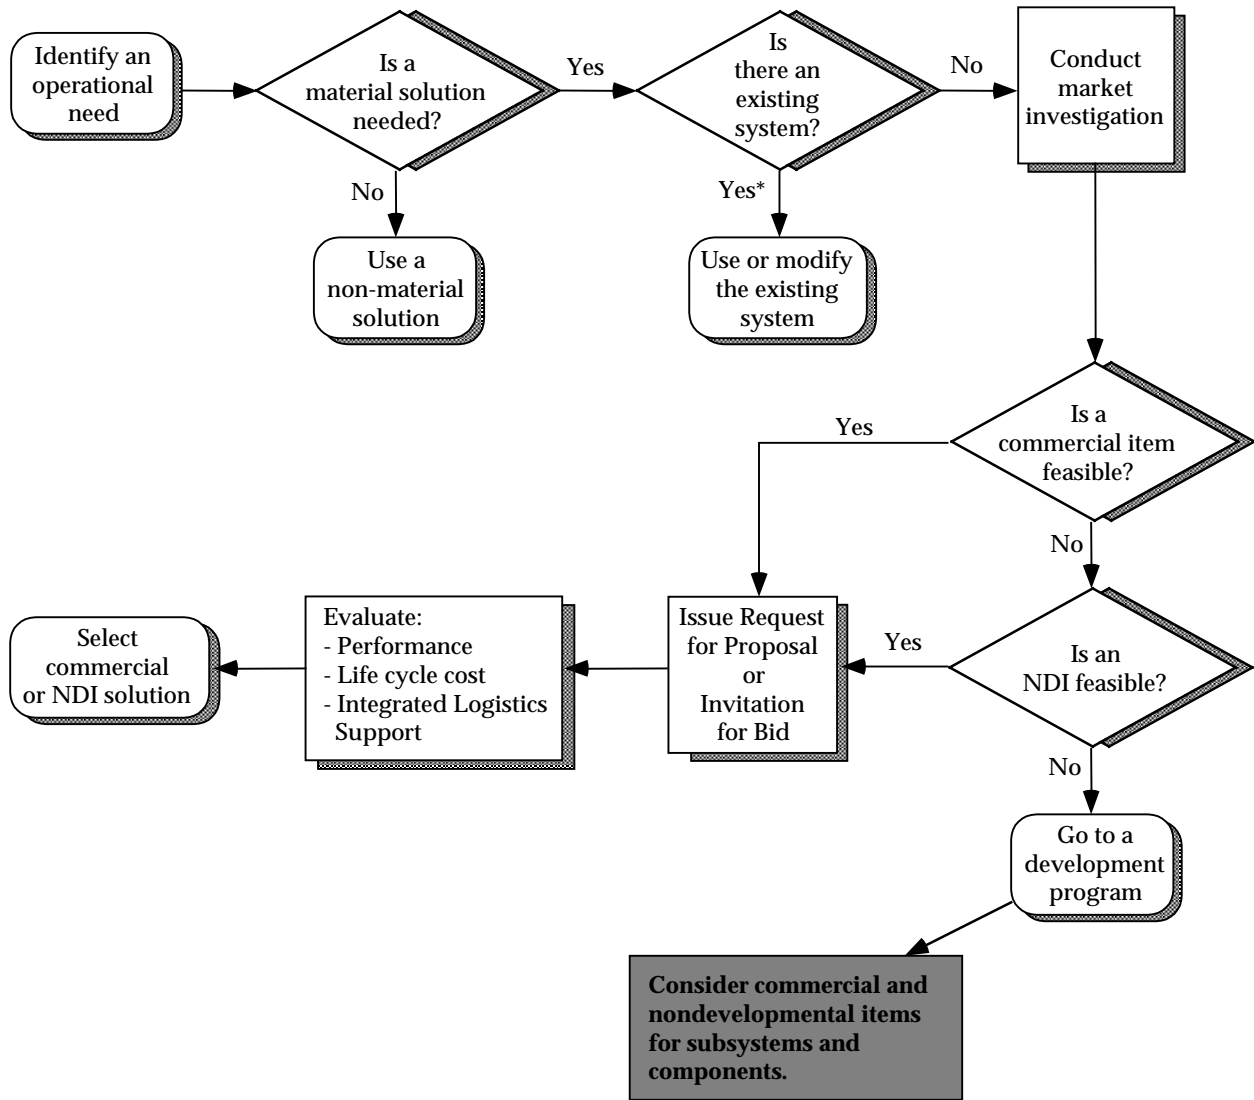 Identify an
operational
need
Is a
material solution
needed?
Yes
Is
there an
existing
system?
No
Conduct
market
investigation
No
Yes*
Use a
non-material
solution
Use or modify
the existing
system
Is a
commercial item
feasible?
Yes
No
Select
commercial
or NDI solution
Evaluate:
- Performance
- Life cycle cost
- Integrated Logistics
Support
Issue Request
for Proposal
or
Invitation
for Bid
Yes
Is an
NDI feasible?
No
Go to a
development
program
Consider commercial and
nondevelopmental items
for subsystems and
components.